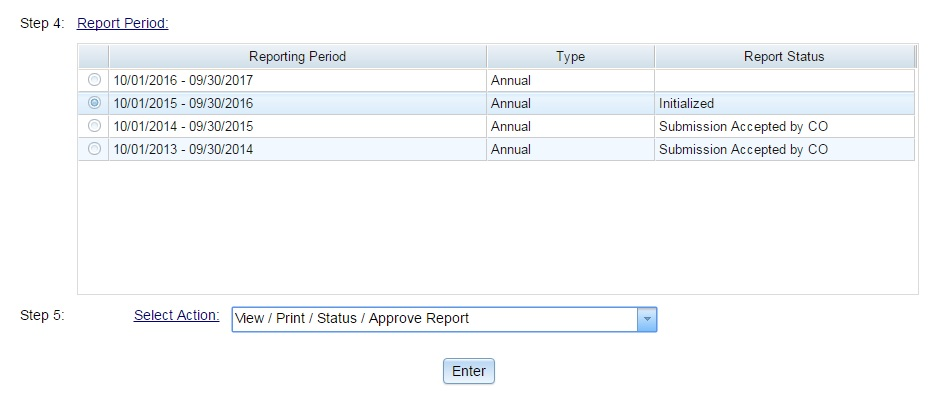 Step 4: Report Period:
Reporting Period Type Report Status
10/01/2016 - 09/30/2017 Annual
10/01/2015 - 09/30/2016 Annual Initialized
10/01/2014 - 09/30/2015 Annual Submission Accepted by CO
10/01/2013 - 09/30/2014 Annual Submission Accepted by CO
Step 5: Select Action: View / Print / Status / Approve Report
Enter